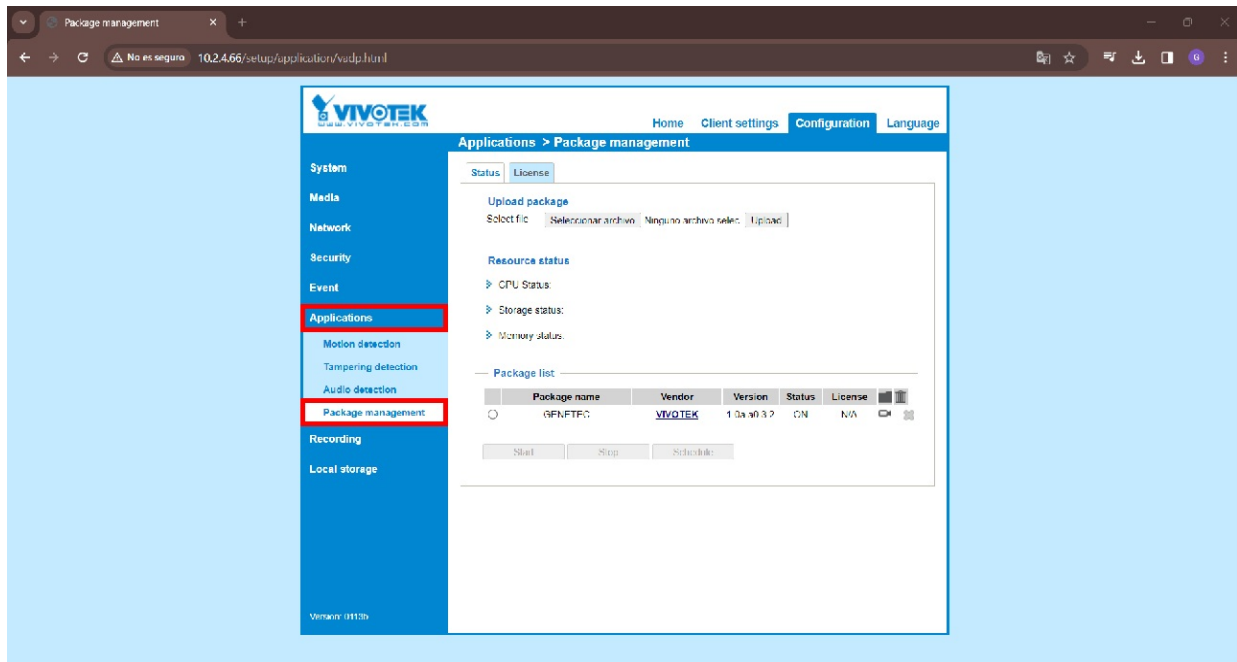 Package management
No es seguro 10.2.4.66/setup/application/vadp.html
G
VIVOTEK
www.vivotek.com
Home Client settings Configuration Language
Applications > Package management
System
Media
Network
Security
Event
Applications
Motion detection
Tampering detection
Audio detection
Package management
Recording
Local storage
Version: 0113b
Status License
Upload package
Select file Seleccionar archivo Ninguno archivo selec. Upload
Resource status
CPU Status:
Storage status:
Memory status:
Package list
Package name Vendor Version Status License
GENETEC VIVOTEK 1.0a.a0.3.2 ON N/A
Start Stop Schedule